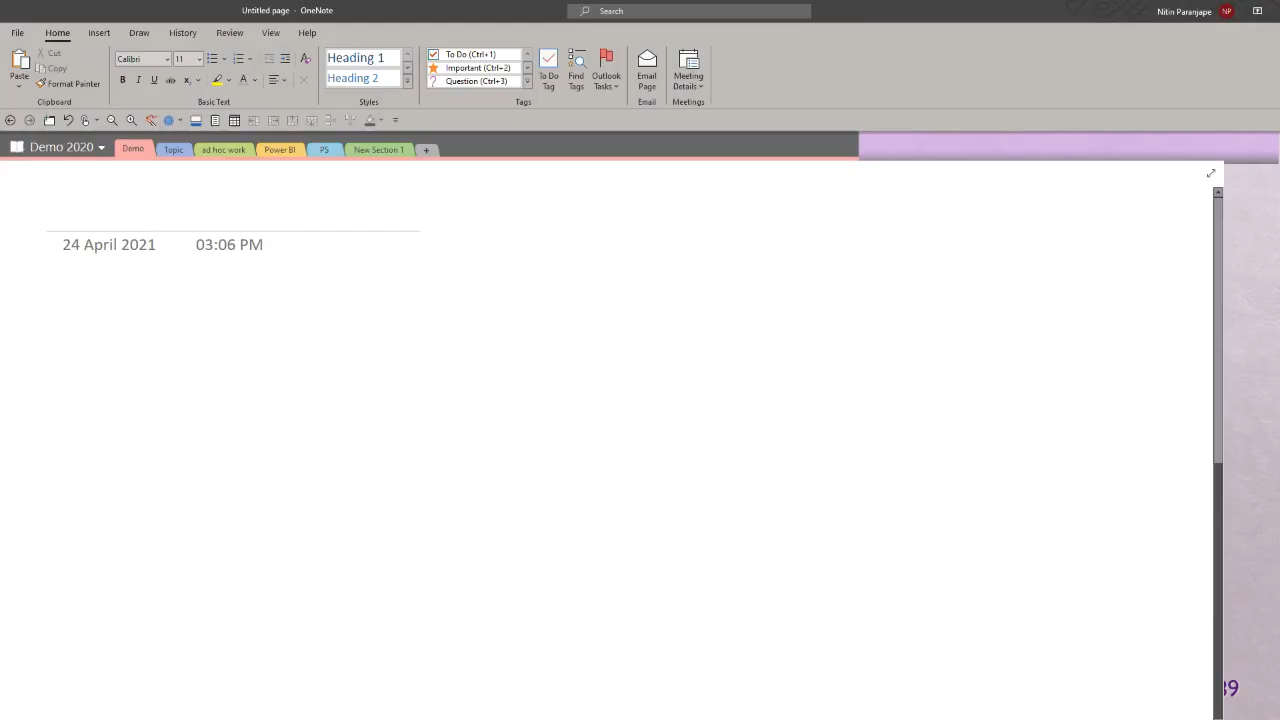 Untitled page - OneNote
Search
Nitin Paranjape NP
File Home Insert Draw History Review View Help
Paste
Cut
Copy
Format Painter
Clipboard
Calibri 11
B I U ab x₂ A
Basic Text
Heading 1
Heading 2
Styles
To Do (Ctrl+1)
Important (Ctrl+2)
Question (Ctrl+3)
To Do Tag
Find Tags
Outlook Tasks
Tags
Email Page
Email
Meeting Details
Meetings
Demo 2020 Demo Topic ad hoc work Power BI PS New Section 1 +
24 April 2021 03:06 PM
39